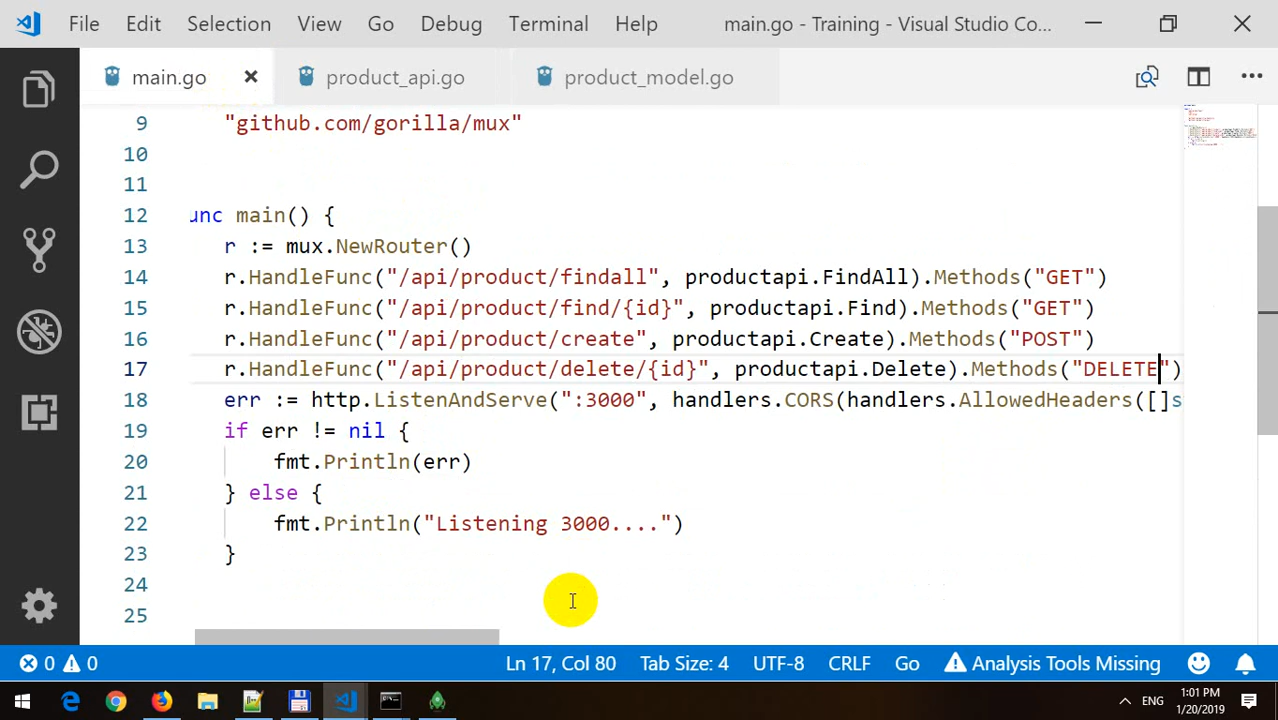 File Edit Selection View Go Debug Terminal Help main.go - Training - Visual Studio Co...
main.go product_api.go product_model.go
9 "github.com/gorilla/mux"
10
11
12 unc main() {
13 r := mux.NewRouter()
14 r.HandleFunc("/api/product/findall", productapi.FindAll).Methods("GET")
15 r.HandleFunc("/api/product/find/{id}", productapi.Find).Methods("GET")
16 r.HandleFunc("/api/product/create", productapi.Create).Methods("POST")
17 r.HandleFunc("/api/product/delete/{id}", productapi.Delete).Methods("DELETE")
18 err := http.ListenAndServe(":3000", handlers.CORS(handlers.AllowedHeaders([]s
19 if err != nil {
20 fmt.Println(err)
21 } else {
22 fmt.Println("Listening 3000....")
23 }
24
25
0 0 Ln 17, Col 80 Tab Size: 4 UTF-8 CRLF Go Analysis Tools Missing
ENG
1:01 PM
1/20/2019